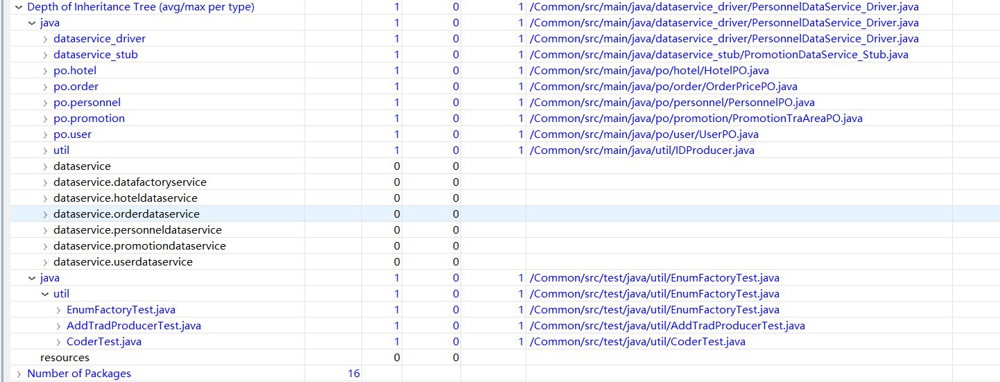 Depth of Inheritance Tree (avg/max per type) 1 0 1 /Common/src/main/java/dataservice_driver/PersonnelDataService_Driver.java
java 1 0 1 /Common/src/main/java/dataservice_driver/PersonnelDataService_Driver.java
dataservice_driver 1 0 1 /Common/src/main/java/dataservice_driver/PersonnelDataService_Driver.java
dataservice_stub 1 0 1 /Common/src/main/java/dataservice_stub/PromotionDataService_Stub.java
po.hotel 1 0 1 /Common/src/main/java/po/hotel/HotelPO.java
po.order 1 0 1 /Common/src/main/java/po/order/OrderPricePO.java
po.personnel 1 0 1 /Common/src/main/java/po/personnel/PersonnelPO.java
po.promotion 1 0 1 /Common/src/main/java/po/promotion/PromotionTraAreaPO.java
po.user 1 0 1 /Common/src/main/java/po/user/UserPO.java
util 1 0 1 /Common/src/main/java/util/IDProducer.java
dataservice 0 0
dataservice.datafactoryservice 0 0
dataservice.hoteldataservice 0 0
dataservice.orderdataservice 0 0
dataservice.personneldataservice 0 0
dataservice.promotiondataservice 0 0
dataservice.userdataservice 0 0
java 1 0 1 /Common/src/test/java/util/EnumFactoryTest.java
util 1 0 1 /Common/src/test/java/util/EnumFactoryTest.java
EnumFactoryTest.java 1 0 1 /Common/src/test/java/util/EnumFactoryTest.java
AddTradProducerTest.java 1 0 1 /Common/src/test/java/util/AddTradProducerTest.java
CoderTest.java 1 0 1 /Common/src/test/java/util/CoderTest.java
resources 0 0
Number of Packages 16